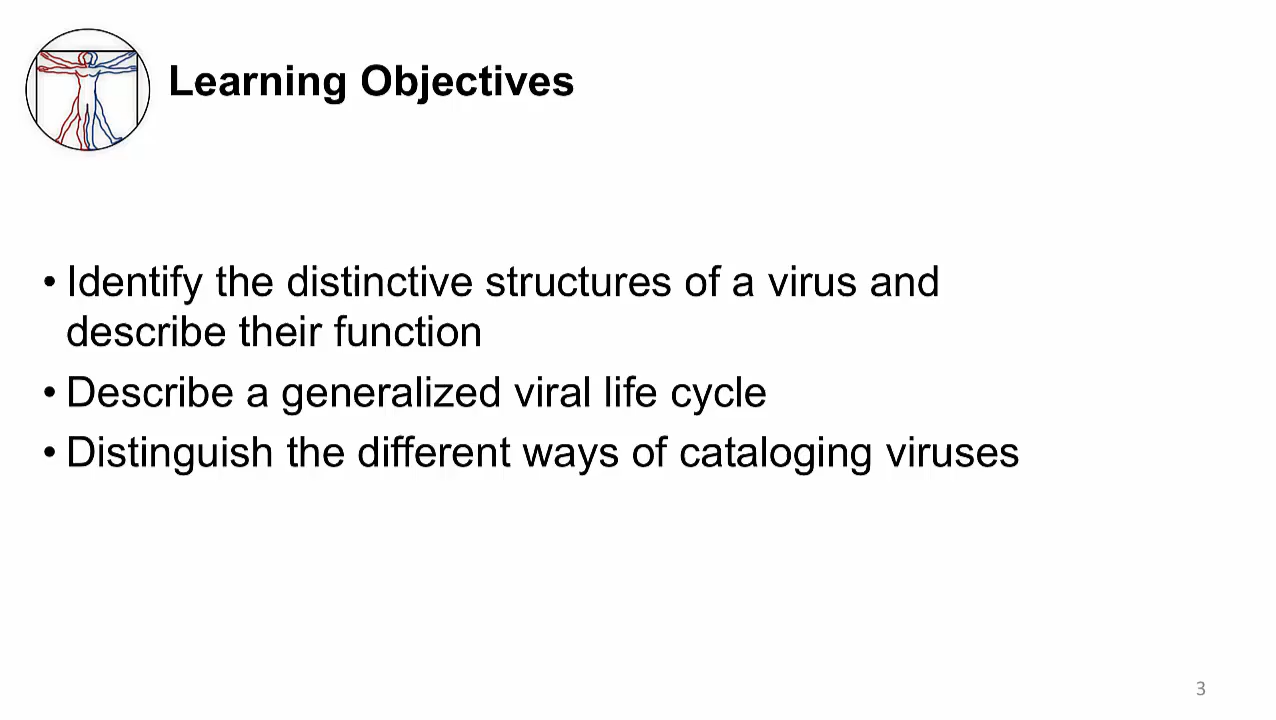 Learning Objectives
• Identify the distinctive structures of a virus and
describe their function
• Describe a generalized viral life cycle
• Distinguish the different ways of cataloging viruses
3